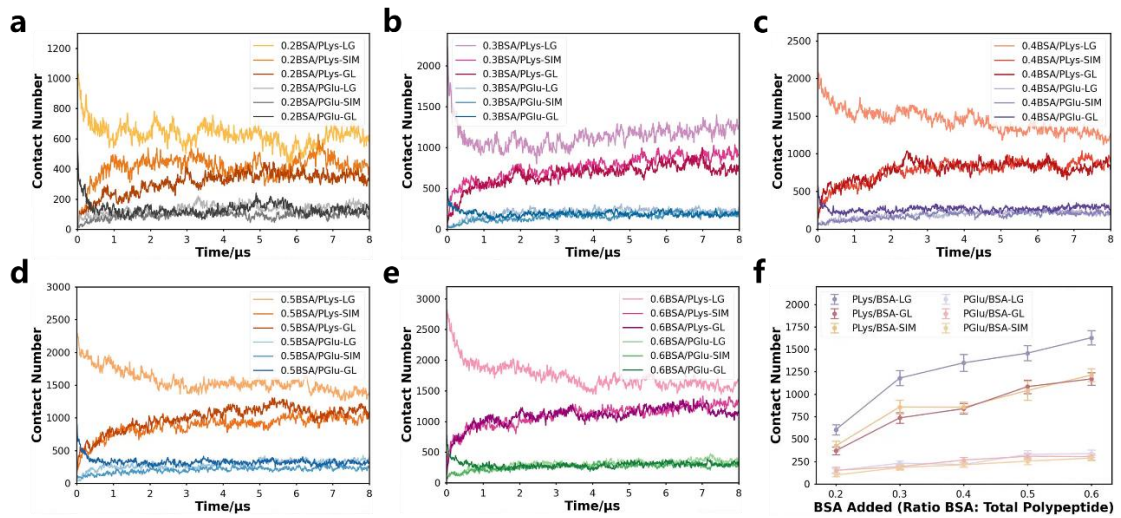 a
1200
1000
800
600
400
200
0
Contact Number
0.2BSA/PLys-LG
0.2BSA/PLys-SIM
0.2BSA/PLys-GL
0.2BSA/PGlu-LG
0.2BSA/PGlu-SIM
0.2BSA/PGlu-GL
0 1 2 3 4 5 6 7 8
Time/μs
b
2000
1500
1000
500
0
Contact Number
0.3BSA/PLys-LG
0.3BSA/PLys-SIM
0.3BSA/PLys-GL
0.3BSA/PGlu-LG
0.3BSA/PGlu-SIM
0.3BSA/PGlu-GL
0 1 2 3 4 5 6 7 8
Time/μs
c
2500
2000
1500
1000
500
0
Contact Number
0.4BSA/PLys-LG
0.4BSA/PLys-SIM
0.4BSA/Polypeptide-GL
0.4BSA/PGlu-LG
0.4BSA/PGlu-SIM
0.4BSA/PGlu-GL
0 1 2 3 4 5 6 7 8
Time/μs
d
3000
2500
2000
1500
1000
500
0
Contact Number
0.5BSA/PLys-LG
0.5BSA/PLys-SIM
0.5BSA/PLys-GL
0.5BSA/PGlu-LG
0.5BSA/PGlu-SIM
0.5BSA/PGlu-GL
0 1 2 3 4 5 6 7 8
Time/μs
e
3000
2500
2000
1500
1000
500
0
Contact Number
0.6BSA/PLys-LG
0.6BSA/PLys-SIM
0.6BSA/PLys-GL
0.6BSA/PGlu-LG
0.6BSA/PGlu-SIM
0.6BSA/PGlu-GL
0 1 2 3 4 5 6 7 8
Time/μs
f
2000
1750
1500
1250
1000
750
500
250
0
Contact Number
PLys/BSA-LG PGlu/BSA-LG
PLys/BSA-GL PGlu/BSA-GL
PLys/BSA-SIM PGlu/BSA-SIM
0.2 0.3 0.4 0.5 0.6
BSA Added (Ratio BSA: Total Polypeptide)